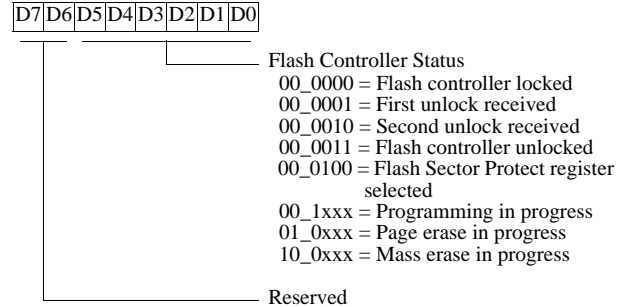 D7 D6 D5 D4 D3 D2 D1 D0
Flash Controller Status
00_0000 = Flash controller locked
00_0001 = First unlock received
00_0010 = Second unlock received
00_0011 = Flash controller unlocked
00_0100 = Flash Sector Protect register
selected
00_1xxx = Programming in progress
01_0xxx = Page erase in progress
10_0xxx = Mass erase in progress
Reserved